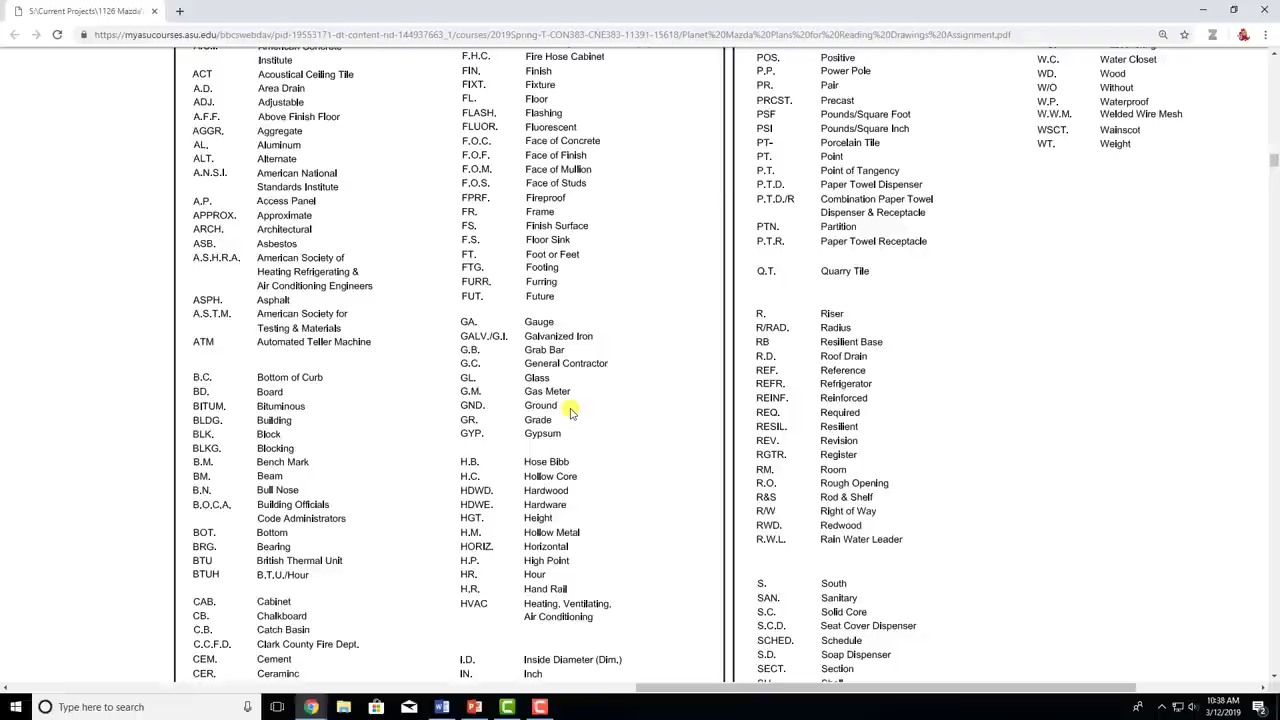 S:\Current Projects\1126 Mazda
https://myasucourses.asu.edu/bbcswebdav/pid-19553171-dt-content-rid-144937663_1/courses/2019Spring-T-CON383-CNE383-11391-15618/Planet%20Mazda%20Plans%20for%20Reading%20Drawings%20Assignment.pdf
Institute
ACT Acoustical Ceiling Tile
A.D. Area Drain
ADJ. Adjustable
A.F.F. Above Finish Floor
AGGR. Aggregate
AL. Aluminum
ALT. Alternate
A.N.S.I. American National
Standards Institute
A.P. Access Panel
APPROX. Approximate
ARCH. Architectural
ASB. Asbestos
A.S.H.R.A. American Society of
Heating Refrigerating &
Air Conditioning Engineers
ASPH. Asphalt
A.S.T.M. American Society for
Testing & Materials
ATM Automated Teller Machine
B.C. Bottom of Curb
BD. Board
BITUM. Bituminous
BLDG. Building
BLK. Block
BLKG. Blocking
B.M. Bench Mark
BM. Beam
B.N. Bull Nose
B.O.C.A. Building Officials
Code Administrators
BOT. Bottom
BRG. Bearing
BTU British Thermal Unit
BTUH B.T.U./Hour
CAB. Cabinet
CB. Chalkboard
C.B. Catch Basin
C.C.F.D. Clark County Fire Dept.
CEM. Cement
CER. Ceraminc
F.H.C. Fire Hose Cabinet
FIN. Finish
FIXT. Fixture
FL. Floor
FLASH. Flashing
FLUOR. Fluorescent
F.O.C. Face of Concrete
F.O.F. Face of Finish
F.O.M. Face of Mullion
F.O.S. Face of Studs
FPRF. Fireproof
FR. Frame
FS. Finish Surface
F.S. Floor Sink
FT. Foot or Feet
FTG. Footing
FURR. Furring
FUT. Future
GA. Gauge
GALV./G.I. Galvanized Iron
G.B. Grab Bar
G.C. General Contractor
GL. Glass
G.M. Gas Meter
GND. Ground
GR. Grade
GYP. Gypsum
H.B. Hose Bibb
H.C. Hollow Core
HDWD. Hardwood
HDWE. Hardware
HGT. Height
H.M. Hollow Metal
HORIZ. Horizontal
H.P. High Point
HR. Hour
H.R. Hand Rail
HVAC Heating, Ventilating,
Air Conditioning
I.D. Inside Diameter (Dim.)
IN. Inch
POS. Positive
P.P. Power Pole
PR. Pair
PRCST. Precast
PSF Pounds/Square Foot
PSI Pounds/Square Inch
PT- Porcelain Tile
PT. Point
P.T. Point of Tangency
P.T.D. Paper Towel Dispenser
P.T.D./R Combination Paper Towel
Dispenser & Receptacle
PTN. Partition
P.T.R. Paper Towel Receptacle
Q.T. Quarry Tile
R. Riser
R/RAD. Radius
RB Resilient Base
R.D. Roof Drain
REF. Reference
REFR. Refrigerator
REINF. Reinforced
REQ. Required
RESIL. Resilient
REV. Revision
RGTR. Register
RM. Room
R.O. Rough Opening
R&S Rod & Shelf
R/W Right of Way
RWD. Redwood
R.W.L. Rain Water Leader
S. South
SAN. Sanitary
S.C. Solid Core
S.C.D. Seat Cover Dispenser
SCHED. Schedule
S.D. Soap Dispenser
SECT. Section
W.C. Water Closet
WD. Wood
W/O Without
W.P. Waterproof
W.W.M. Welded Wire Mesh
WSCT. Wainscot
WT. Weight
Type here to search
10:38 AM
3/12/2019